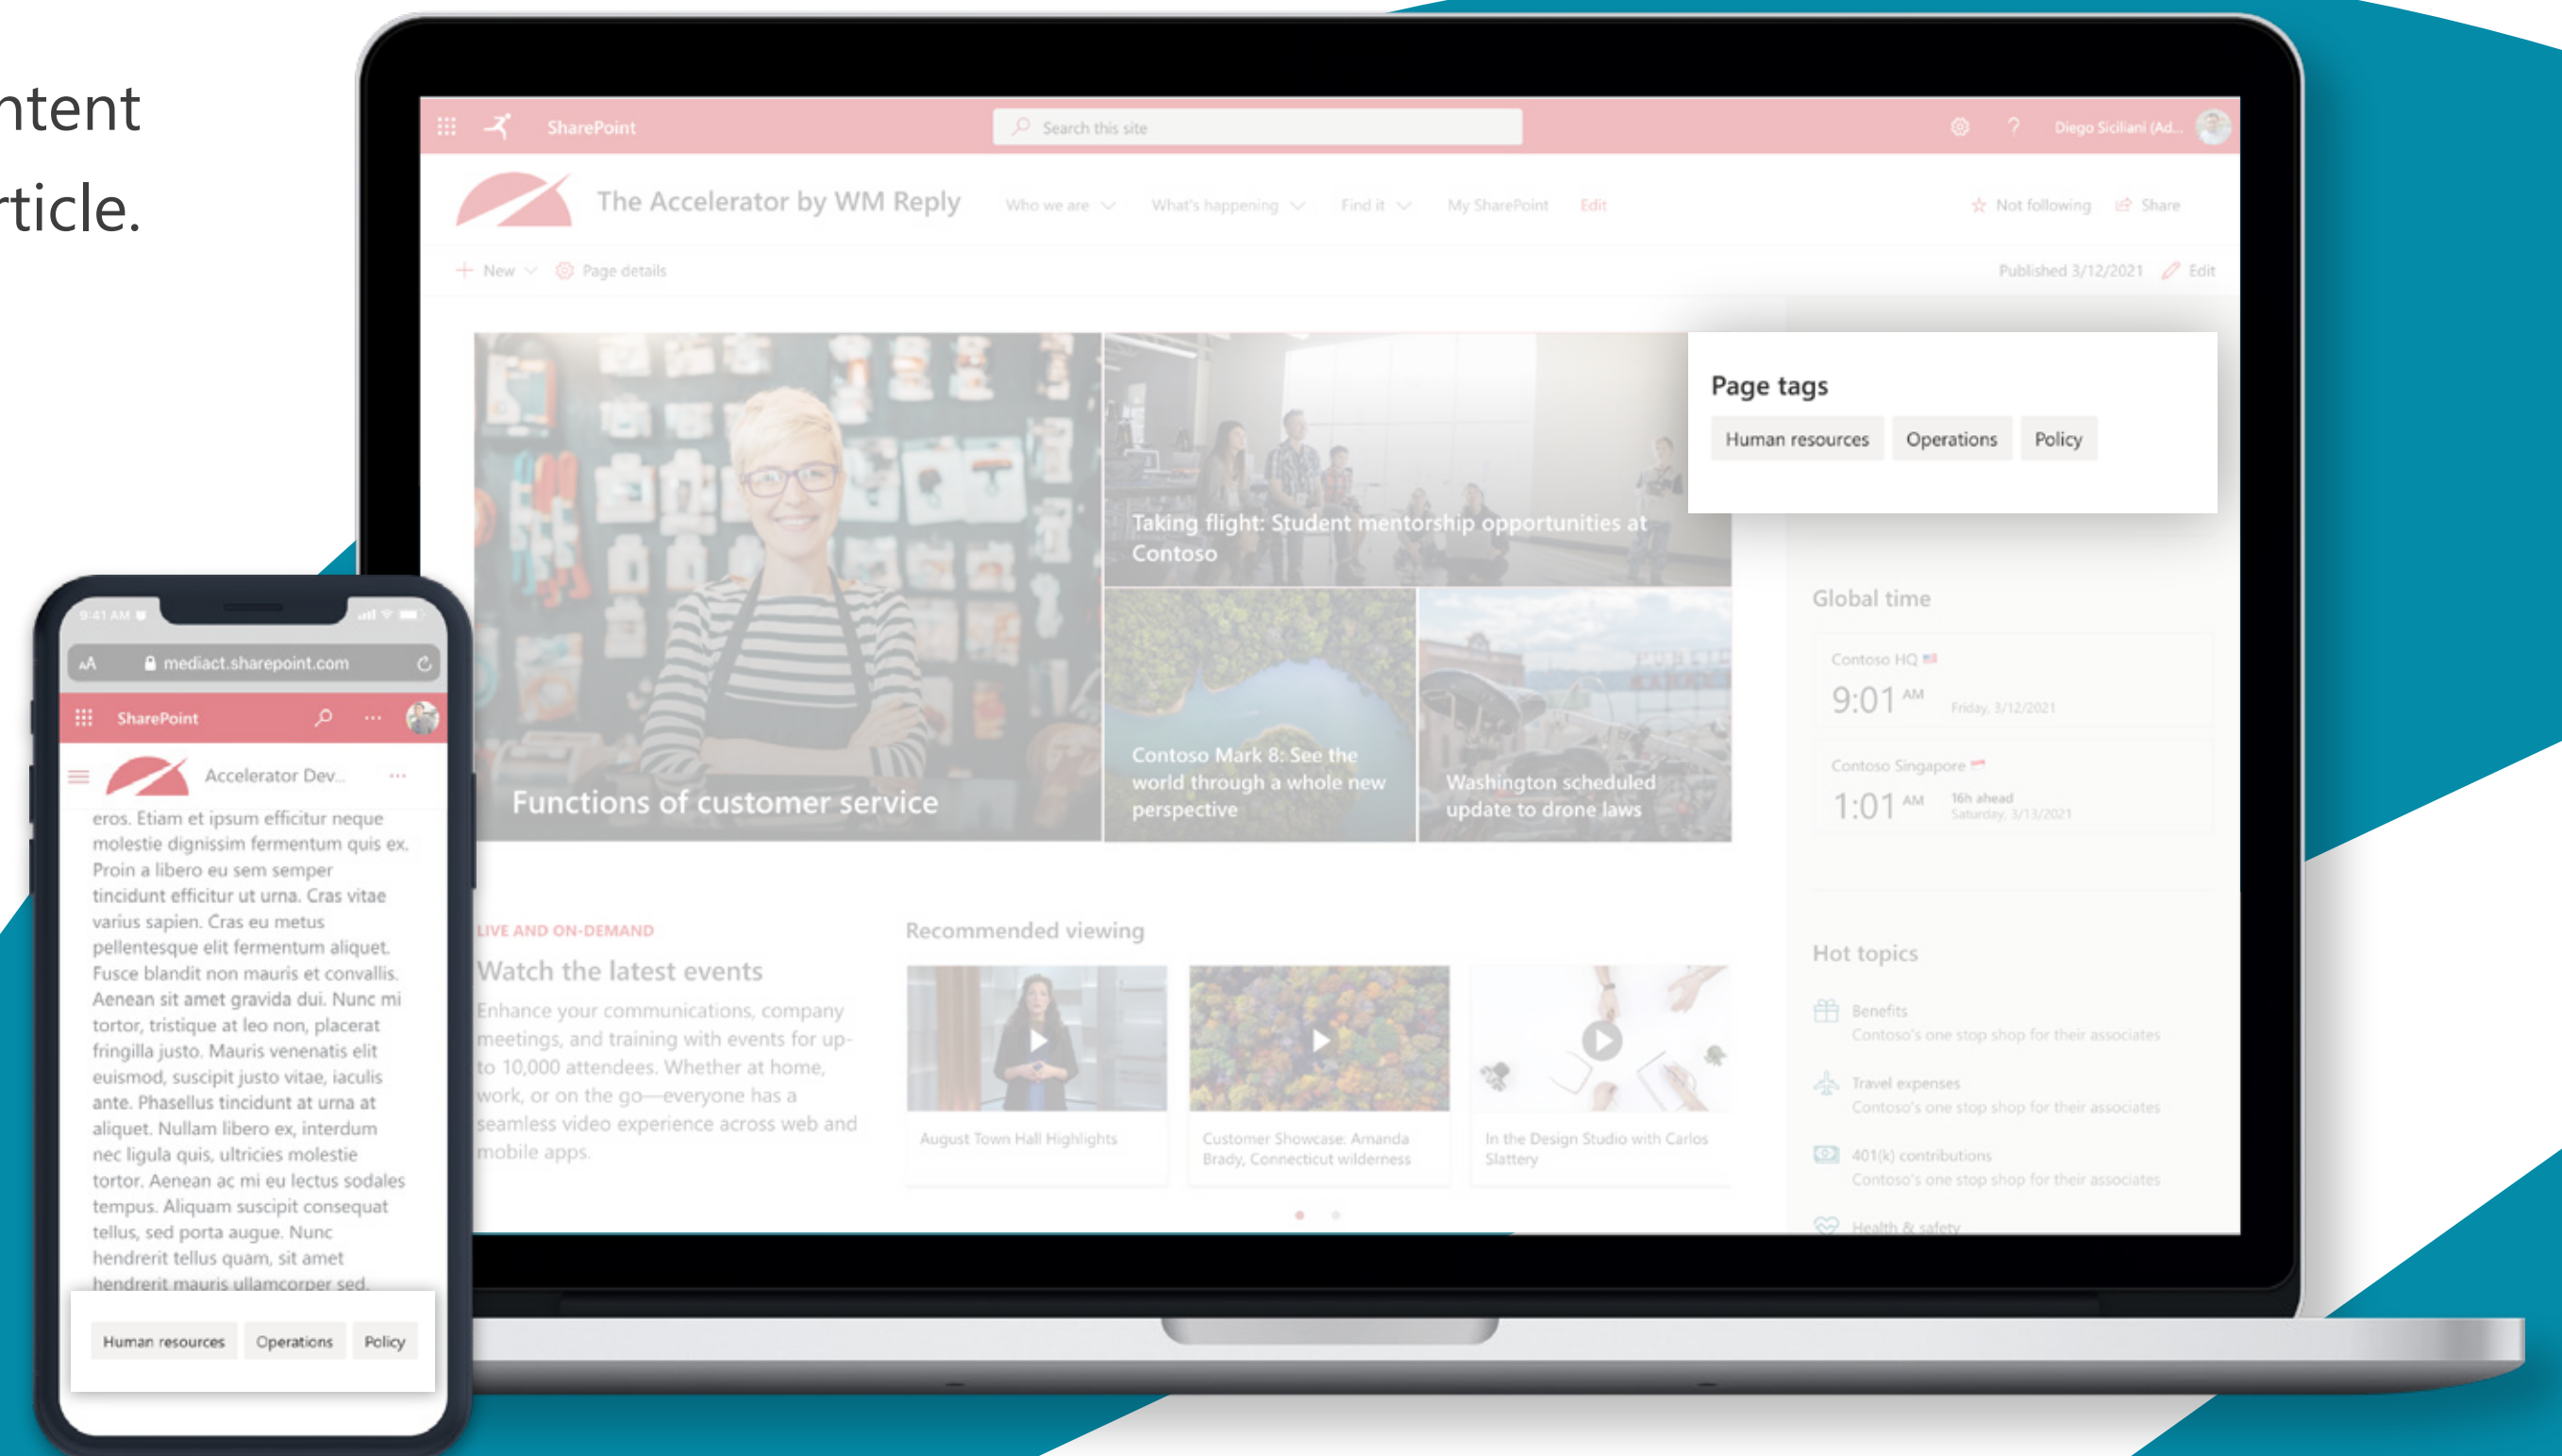 ntent
rticle.
SharePoint
Search this site
?
Diego Siciliani (Ad...
The Accelerator by WM Reply
Who we are
What's happening
Find it
My SharePoint
Edit
Not following
Share
New
Page details
Published 3/12/2021
Edit
Functions of customer service
Taking flight: Student mentorship opportunities at
Contoso
Contoso Mark 8: See the
world through a whole new
perspective
PUBLIC
MARKET
Washington scheduled
update to drone laws
Page tags
Human resources
Operations
Policy
Global time
Contoso HQ
9:01 AM
Friday, 3/12/2021
Contoso Singapore
1:01 AM
16h ahead
Saturday, 3/13/2021
LIVE AND ON-DEMAND
Watch the latest events
Enhance your communications, company
meetings, and training with events for up-
to 10,000 attendees. Whether at home,
work, or on the go—everyone has a
seamless video experience across web and
mobile apps.
Recommended viewing
August Town Hall Highlights
Customer Showcase: Amanda
Brady, Connecticut wilderness
In the Design Studio with Carlos
Slattery
Hot topics
Benefits
Contoso's one stop shop for their associates
Travel expenses
Contoso's one stop shop for their associates
401(k) contributions
Contoso's one stop shop for their associates
Health & safety
9:41 AM
AA
mediact.sharepoint.com
SharePoint
...
Accelerator Dev...
...
eros. Etiam et ipsum efficitur neque
molestie dignissim fermentum quis ex.
Proin a libero eu sem semper
tincidunt efficitur ut urna. Cras vitae
varius sapien. Cras eu metus
pellentesque elit fermentum aliquet.
Fusce blandit non mauris et convallis.
Aenean sit amet gravida dui. Nunc mi
tortor, tristique at leo non, placerat
fringilla justo. Mauris venenatis elit
euismod, suscipit justo vitae, iaculis
ante. Phasellus tincidunt at urna at
aliquet. Nullam libero ex, interdum
nec ligula quis, ultricies molestie
tortor. Aenean ac mi eu lectus sodales
tempus. Aliquam suscipit consequat
tellus, sed porta augue. Nunc
hendrerit tellus quam, sit amet
hendrerit mauris ullamcorper sed.
Human resources
Operations
Policy